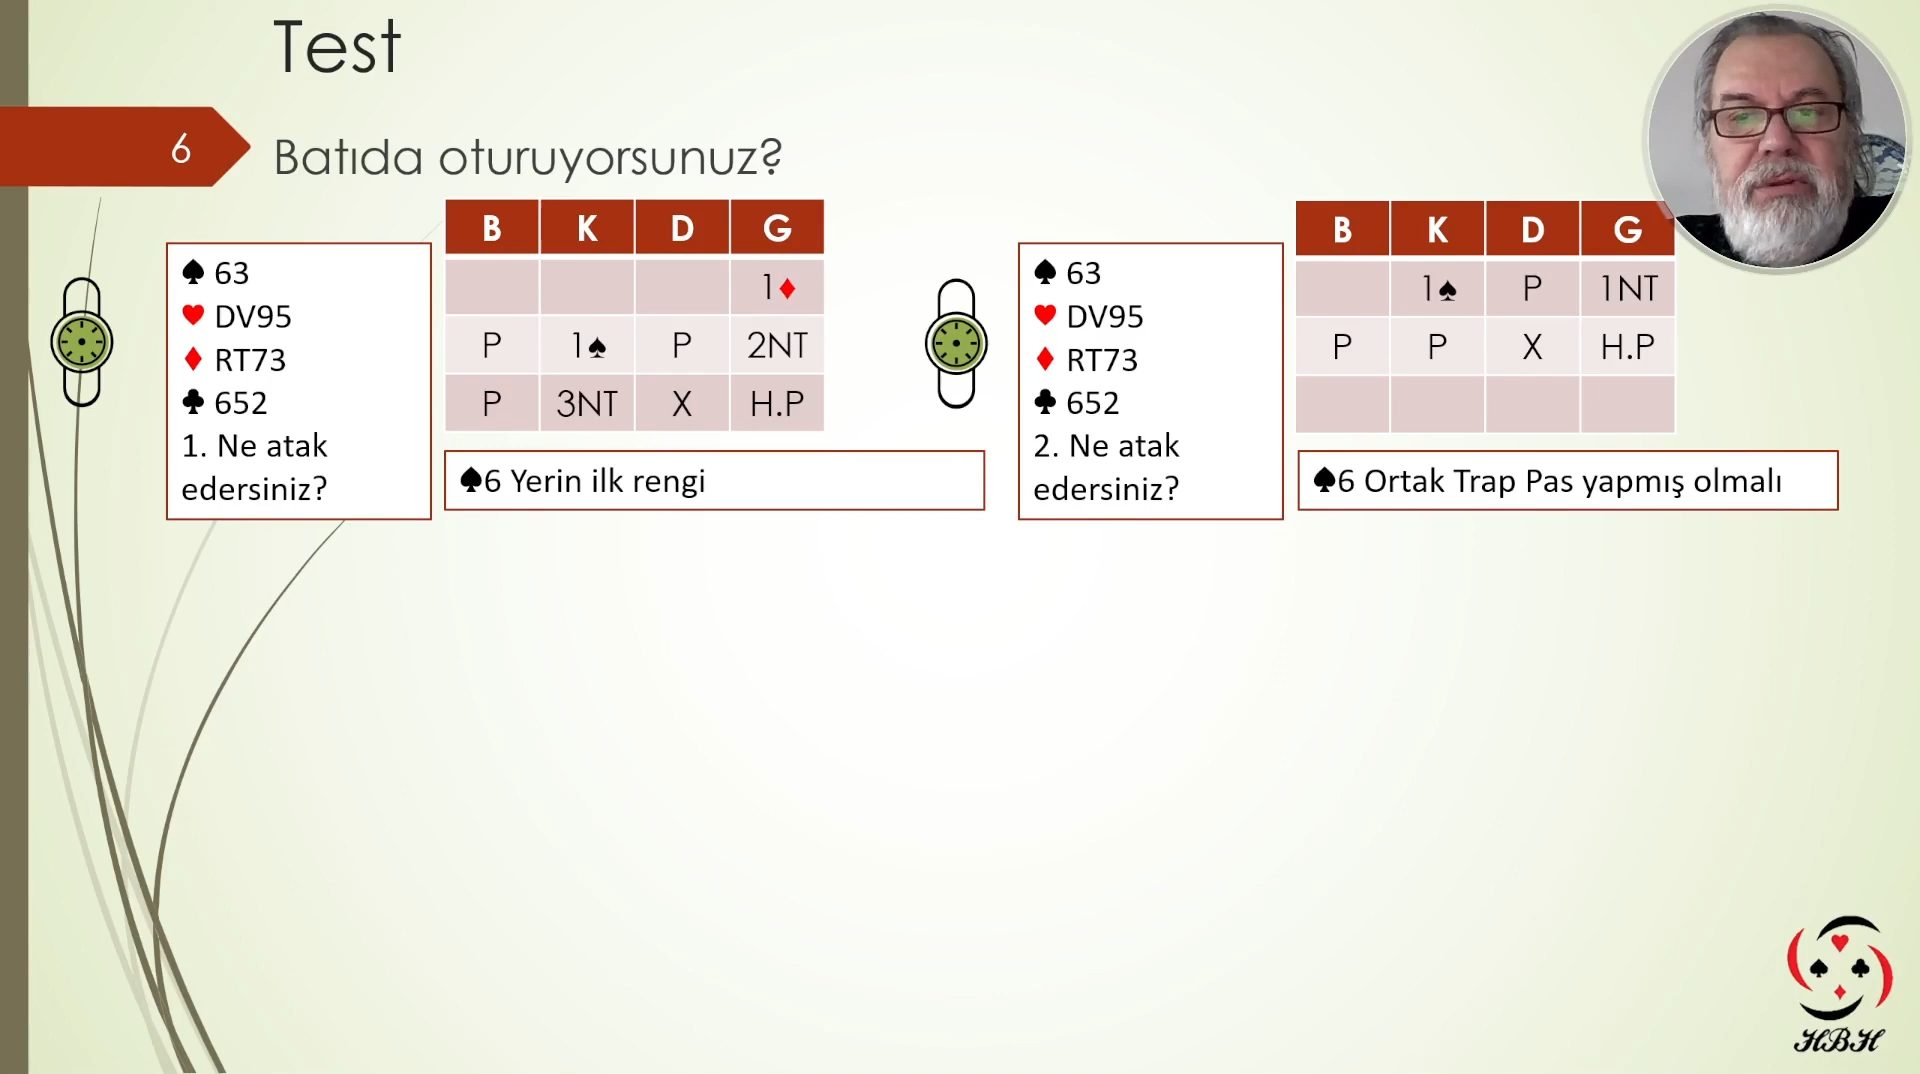 Test
6
Batıda oturuyorsunuz?
♠ 63
♥ DV95
♦ RT73
♣ 652
1. Ne atak
edersiniz?
B K D G
1♦
P 1♠ P 2NT
P 3NT X H.P
♠6 Yerin ilk rengi
♠ 63
♥ DV95
♦ RT73
♣ 652
2. Ne atak
edersiniz?
B K D G
1♠ P 1NT
P P X H.P
♠6 Ortak Trap Pas yapmış olmalı
HBH